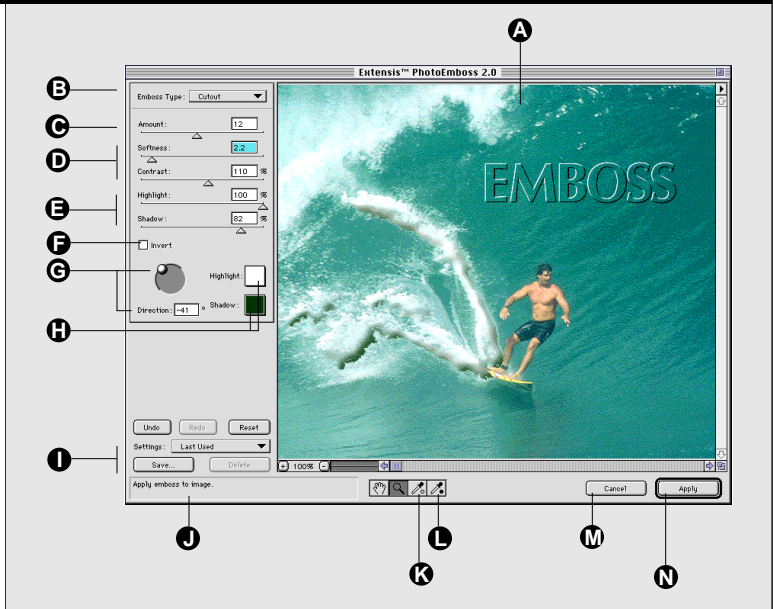 A
Extensis™ PhotoEmboss 2.0
B
Emboss Type: Cutout
C
Amount: 12
D
Softness: 2.2
Contrast: 110 %
E
Highlight: 100 %
Shadow: 82 %
F
Invert
G
Highlight:
Direction: -41 °
Shadow:
H
EMBOSS
Undo Redo Reset
I
Settings: Last Used
Save... Delete
+ 100% -
Apply emboss to image.
Cancel Apply
J
K
L
M
N